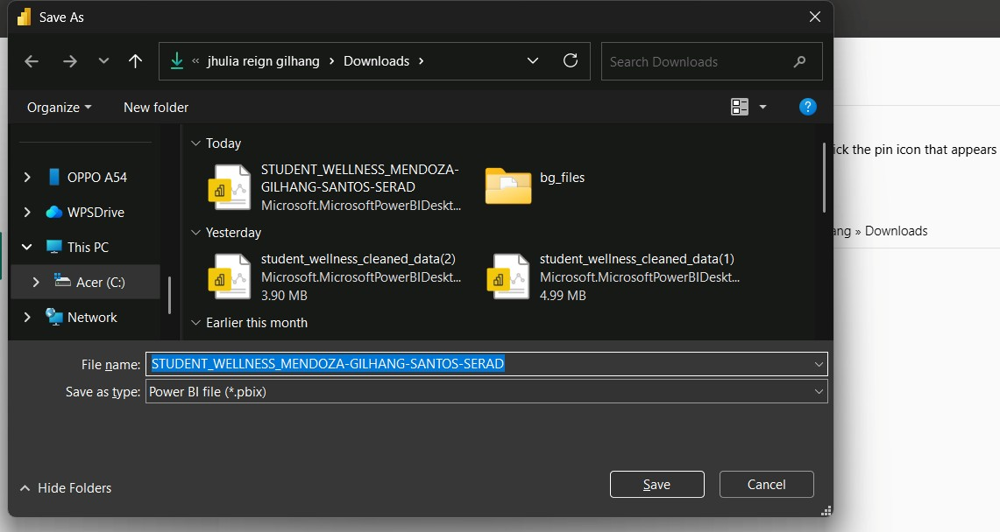 Save As
« jhulia reign gilhang › Downloads ›
Search Downloads
Organize
New folder
?
ick the pin icon that appears
Today
STUDENT_WELLNESS_MENDOZA-
GILHANG-SANTOS-SERAD
Microsoft.MicrosoftPowerBIDeskt...
bg_files
OPPO A54
WPSDrive
This PC
Acer (C:)
Network
Yesterday
ang » Downloads
student_wellness_cleaned_data(2)
Microsoft.MicrosoftPowerBIDeskt...
3.90 MB
student_wellness_cleaned_data(1)
Microsoft.MicrosoftPowerBIDeskt...
4.99 MB
Earlier this month
File name: STUDENT_WELLNESS_MENDOZA-GILHANG-SANTOS-SERAD
Save as type: Power BI file (*.pbix)
Hide Folders
Save
Cancel